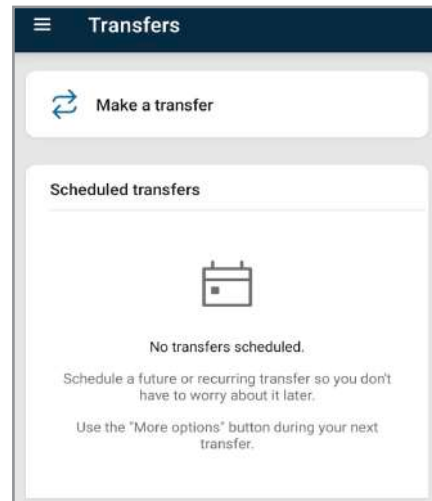 Transfers
Make a transfer
Scheduled transfers
No transfers scheduled.
Schedule a future or recurring transfer so you don't
have to worry about it later.
Use the "More options" button during your next
transfer.